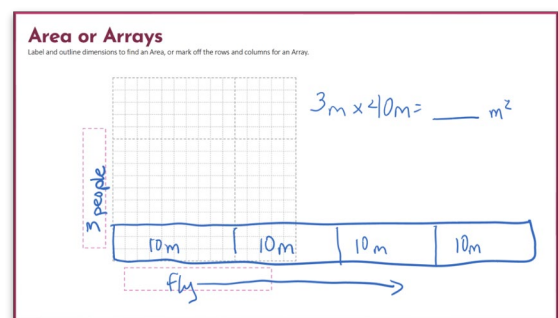 Area or Arrays
Label and outline dimensions to find an Area, or mark off the rows and columns for an Array.
3m × 40m = ____ m²
3 people
10m 10m 10m 10m
fly